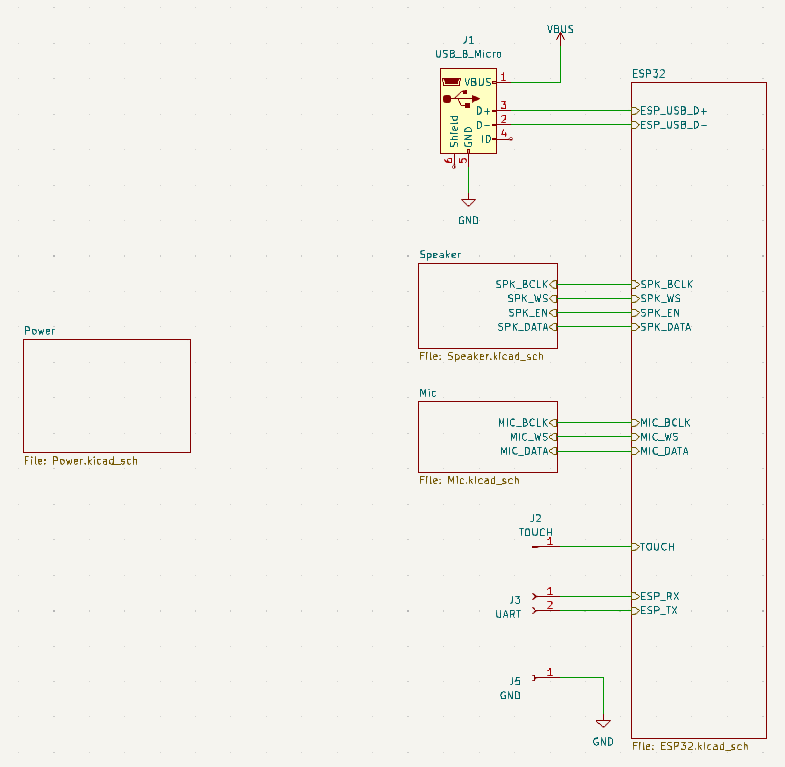 VBUS
J1
USB_B_Micro
VBUS 1
D+ 3
D- 2
ID 4
Shield
GND
6
5
GND
ESP32
ESP_USB_D+
ESP_USB_D-
Speaker
SPK_BCLK SPK_BCLK
SPK_WS SPK_WS
SPK_EN SPK_EN
SPK_DATA SPK_DATA
File: Speaker.kicad_sch
Power
File: Power.kicad_sch
Mic
MIC_BCLK MIC_BCLK
MIC_WS MIC_WS
MIC_DATA MIC_DATA
File: Mic.kicad_sch
J2
TOUCH
1 TOUCH
J3
UART
1 ESP_RX
2 ESP_TX
J5
GND
1
GND
File: ESP32.kicad_sch